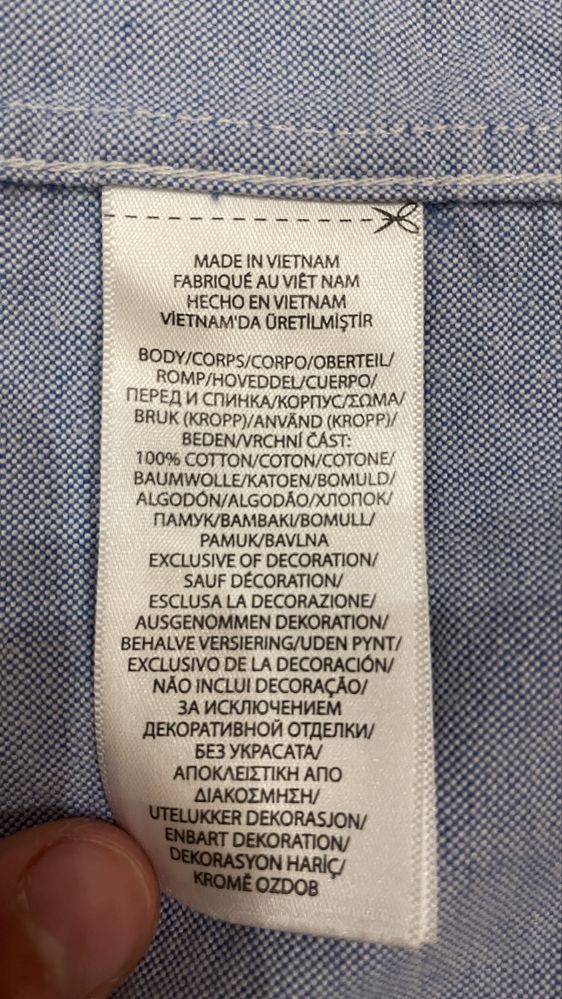 MADE IN VIETNAM
FABRIQUÉ AU VIÊT NAM
HECHO EN VIETNAM
VİETNAM'DA ÜRETİLMİŞTİR
BODY/CORPS/CORPO/OBERTEIL/
ROMP/HOVEDDEL/CUERPO/
ПЕРЕД И СПИНКА/КОРПУС/ΣΩΜΑ/
BRUK (KROPP)/ANVÄND (KROPP)/
BEDEN/VRCHNÍ ČÁST:
100% COTTON/COTON/COTONE/
BAUMWOLLE/KATOEN/BOMULD/
ALGODÓN/ALGODÃO/ХЛОПОК/
ПАМУК/BAMBAKI/BOMULL/
PAMUK/BAVLNA
EXCLUSIVE OF DECORATION/
SAUF DÉCORATION/
ESCLUSA LA DECORAZIONE/
AUSGENOMMEN DEKORATION/
BEHALVE VERSIERING/UDEN PYNT/
EXCLUSIVO DE LA DECORACIÓN/
NÃO INCLUI DECORAÇÃO/
ЗА ИСКЛЮЧЕНИЕМ
ДЕКОРАТИВНОЙ ОТДЕЛКИ/
БЕЗ УКРАСАТА/
ΑΠΟΚΛΕΙΣΤΙΚΗ ΑΠΟ
ΔΙΑΚΟΣΜΗΣΗ/
UTELUKKER DEKORASJON/
ENBART DEKORATION/
DEKORASYON HARİÇ/
KROMĚ OZDOB